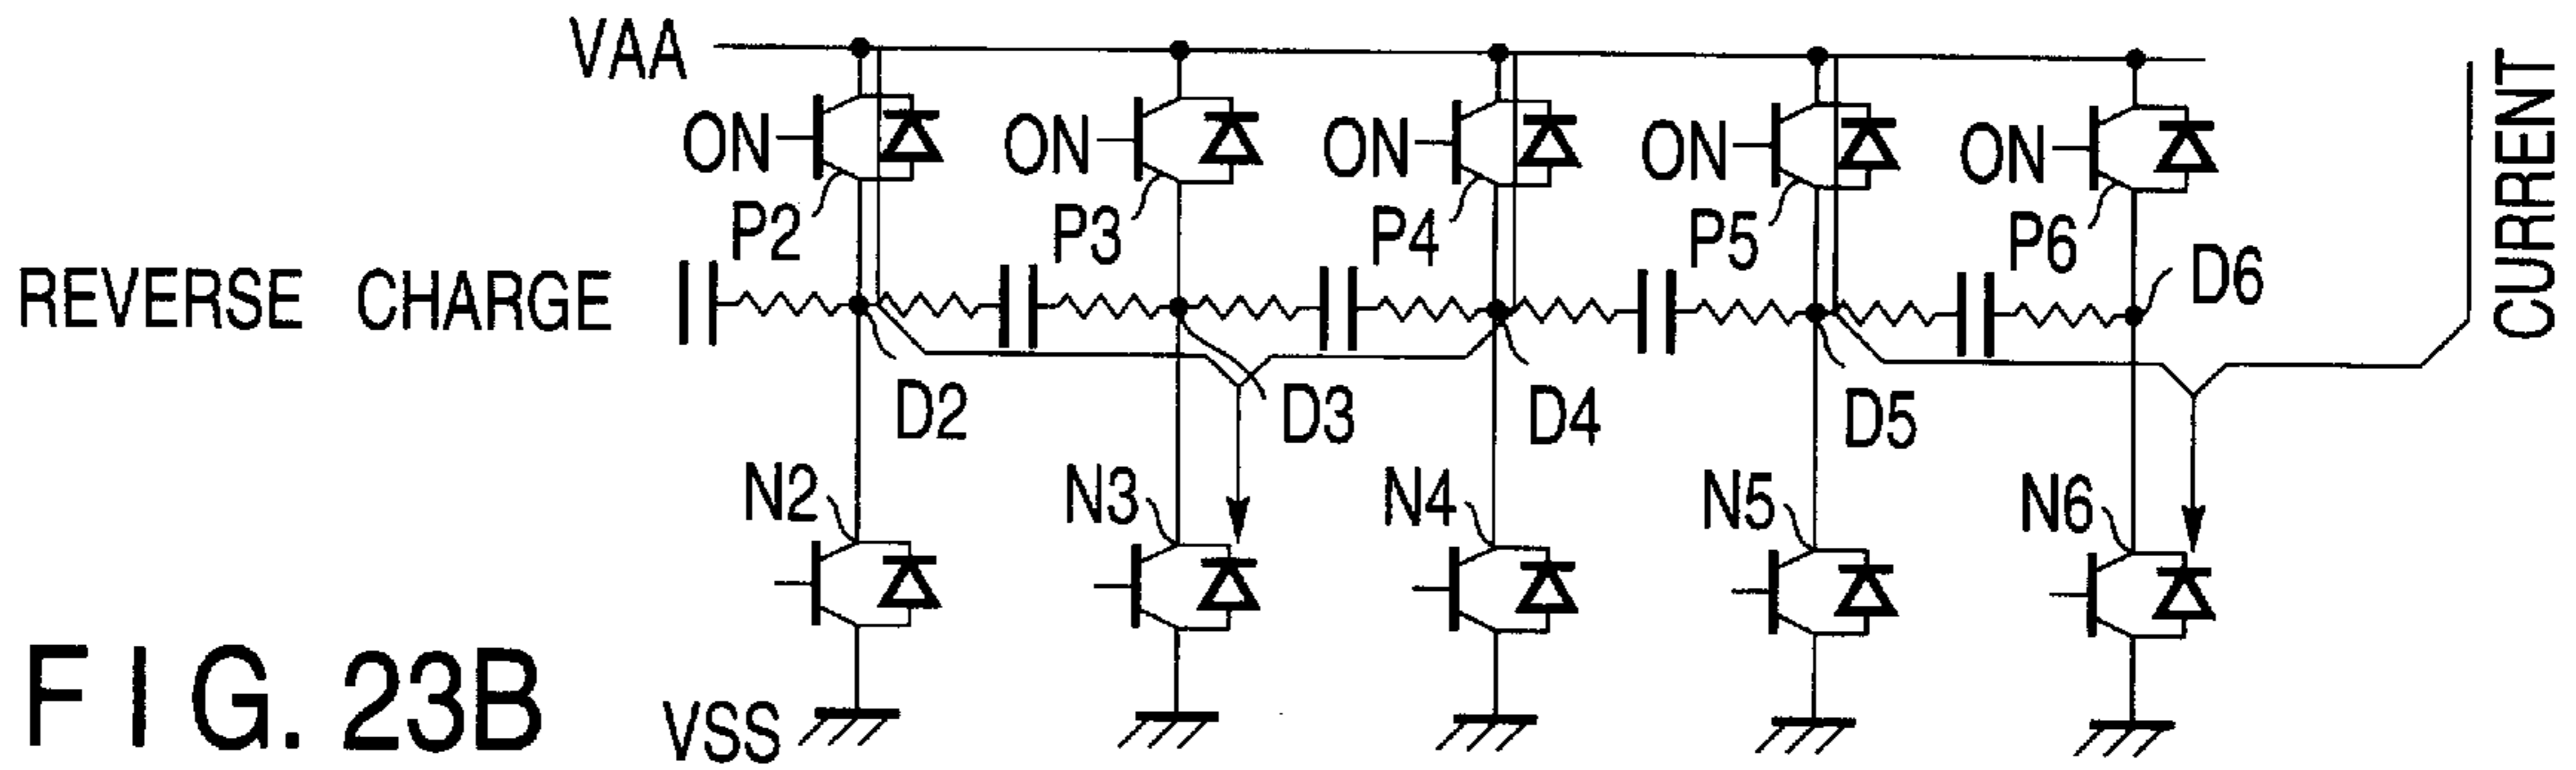 VAA
ON ON ON ON ON
P2 P3 P4 P5 P6
REVERSE CHARGE
D6
CURRENT
D2 D3 D4 D5
N2 N3 N4 N5 N6
FIG. 23B
VSS